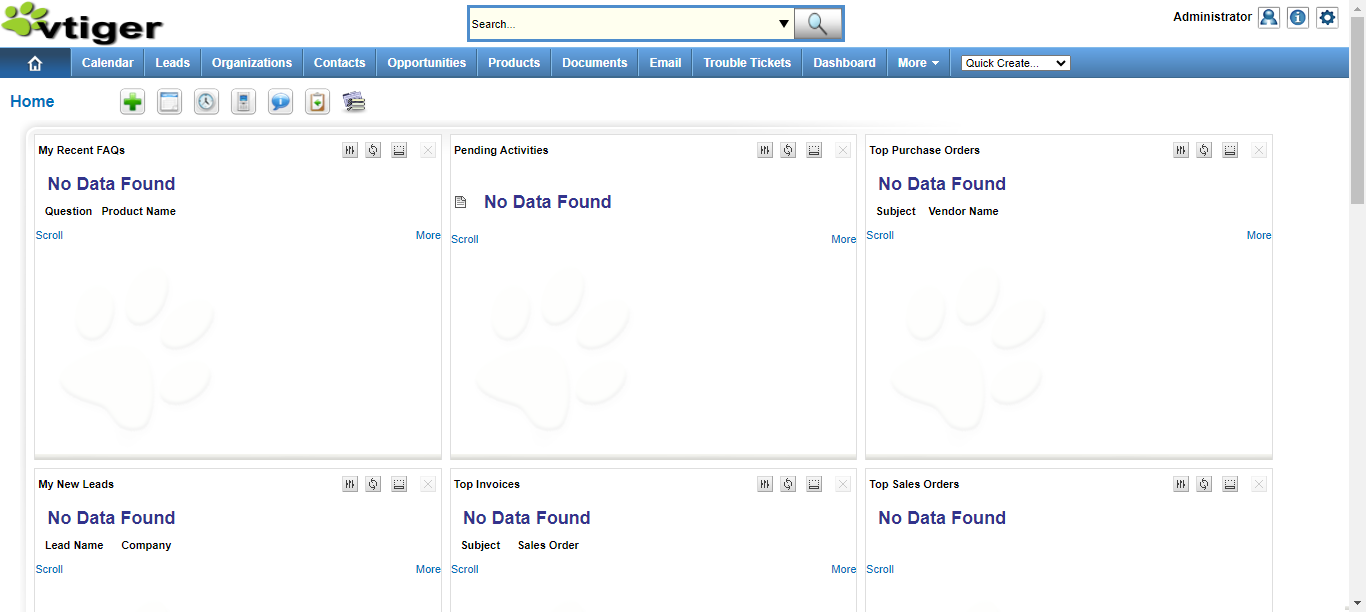 vtiger
Search...
Administrator
Calendar Leads Organizations Contacts Opportunities Products Documents Email Trouble Tickets Dashboard More Quick Create...
Home
My Recent FAQs
No Data Found
Question Product Name
Scroll More
Pending Activities
No Data Found
Scroll More
Top Purchase Orders
No Data Found
Subject Vendor Name
Scroll More
My New Leads
No Data Found
Lead Name Company
Scroll More
Top Invoices
No Data Found
Subject Sales Order
Scroll More
Top Sales Orders
No Data Found
Scroll